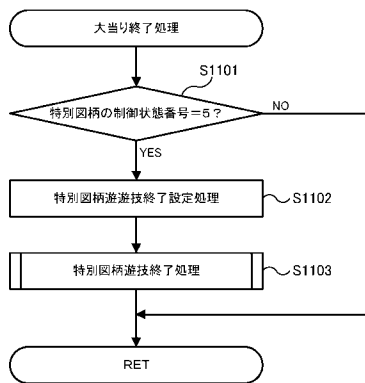 大当り終了処理
S1101
特別図柄の制御状態番号=5?
NO
YES
特別図柄遊遊技終了設定処理
S1102
特別図柄遊技終了処理
S1103
RET